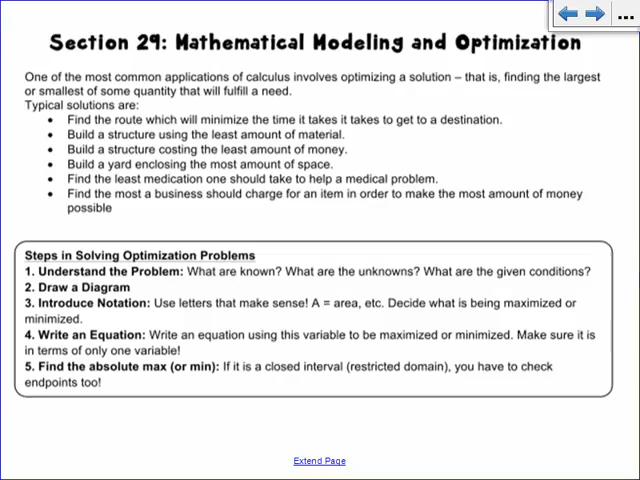 Section 29: Mathematical Modeling and Optimization
One of the most common applications of calculus involves optimizing a solution – that is, finding the largest
or smallest of some quantity that will fulfill a need.
Typical solutions are:
• Find the route which will minimize the time it takes it takes to get to a destination.
• Build a structure using the least amount of material.
• Build a structure costing the least amount of money.
• Build a yard enclosing the most amount of space.
• Find the least medication one should take to help a medical problem.
• Find the most a business should charge for an item in order to make the most amount of money
possible
Steps in Solving Optimization Problems
1. Understand the Problem: What are known? What are the unknowns? What are the given conditions?
2. Draw a Diagram
3. Introduce Notation: Use letters that make sense! A = area, etc. Decide what is being maximized or
minimized.
4. Write an Equation: Write an equation using this variable to be maximized or minimized. Make sure it is
in terms of only one variable!
5. Find the absolute max (or min): If it is a closed interval (restricted domain), you have to check
endpoints too!
Extend Page